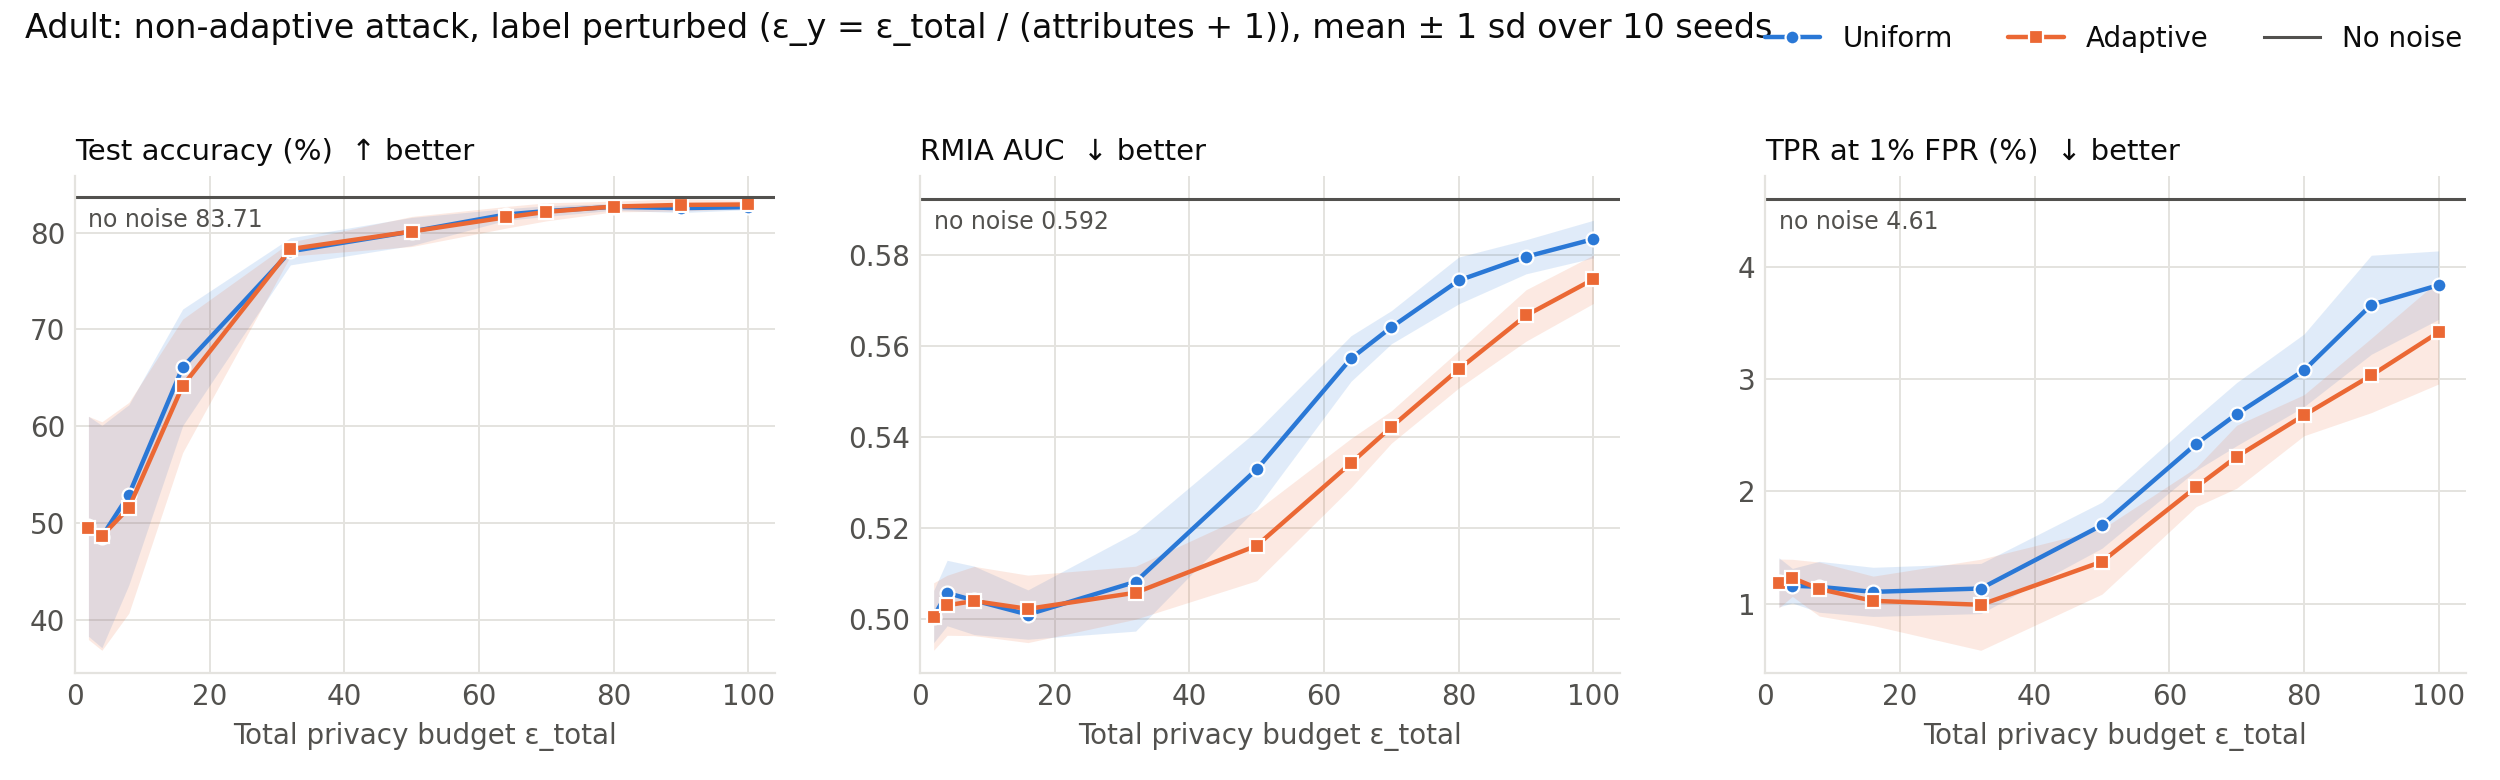 Adult: non-adaptive attack, label perturbed (ε_y = ε_total / (attributes + 1)), mean ± 1 sd over 10 seeds
Uniform
Adaptive
No noise
Test accuracy (%) ↑ better
no noise 83.71
80
70
60
50
40
0 20 40 60 80 100
Total privacy budget ε_total
RMIA AUC ↓ better
no noise 0.592
0.58
0.56
0.54
0.52
0.50
0 20 40 60 80 100
Total privacy budget ε_total
TPR at 1% FPR (%) ↓ better
no noise 4.61
4
3
2
1
0 20 40 60 80 100
Total privacy budget ε_total